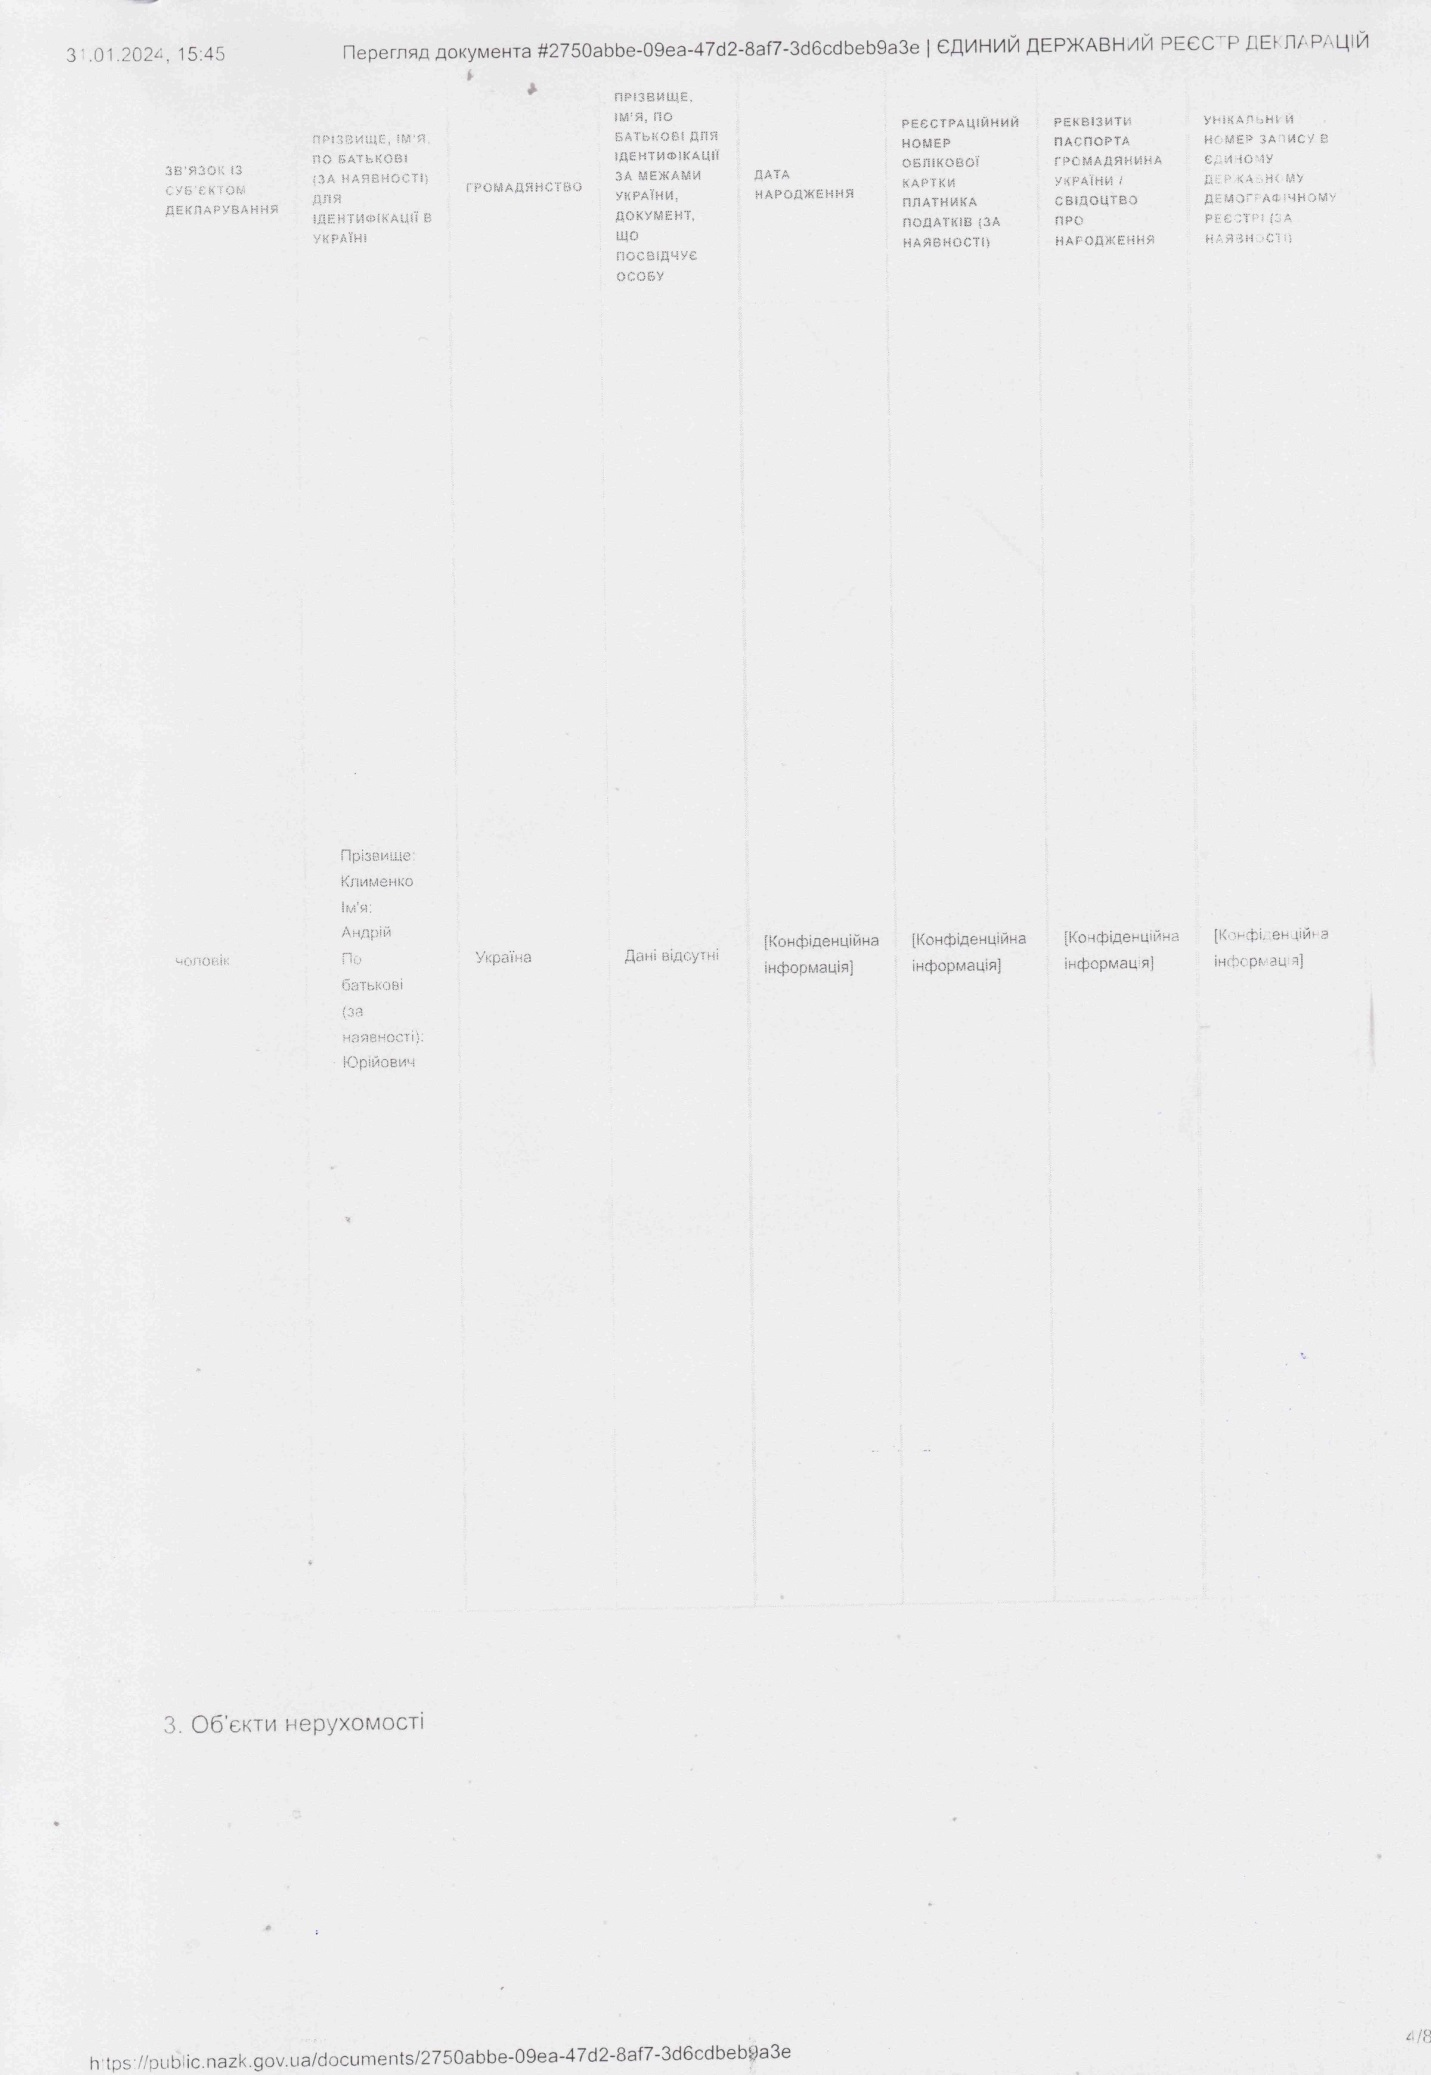 31.01.2024, 15:45
Перегляд документа #2750abbe-09ea-47d2-8af7-3d6cdbeb9a3e | ЄДИНИЙ ДЕРЖАВНИЙ РЕЄСТР ДЕКЛАРАЦІЙ
ЗВ'ЯЗОК ІЗ
СУБ'ЄКТОМ
ДЕКЛАРУВАННЯ
ПРІЗВИЩЕ, ІМ'Я,
ПО БАТЬКОВІ
(ЗА НАЯВНОСТІ)
ДЛЯ
ІДЕНТИФІКАЦІЇ В
УКРАЇНІ
ГРОМАДЯНСТВО
ПРІЗВИЩЕ,
ІМ'Я, ПО
БАТЬКОВІ ДЛЯ
ІДЕНТИФІКАЦІЇ
ЗА МЕЖАМИ
УКРАЇНИ,
ДОКУМЕНТ,
ЩО
ПОСВІДЧУЄ
ОСОБУ
ДАТА
НАРОДЖЕННЯ
РЕЄСТРАЦІЙНИЙ
НОМЕР
ОБЛІКОВОЇ
КАРТКИ
ПЛАТНИКА
ПОДАТКІВ (ЗА
НАЯВНОСТІ)
РЕКВІЗИТИ
ПАСПОРТА
ГРОМАДЯНИНА
УКРАЇНИ /
СВІДОЦТВО
ПРО
НАРОДЖЕННЯ
УНІКАЛЬНИЙ
НОМЕР ЗАПИСУ В
ЄДИНОМУ
ДЕРЖАВНОМУ
ДЕМОГРАФІЧНОМУ
РЕЄСТРІ (ЗА
НАЯВНОСТІ)
чоловік
Прізвище:
Клименко
Ім'я:
Андрій
По
батькові
(за
наявності):
Юрійович
Україна
Дані відсутні
[Конфіденційна
інформація]
[Конфіденційна
інформація]
[Конфіденційна
інформація]
[Конфіденційна
інформація]
3. Об'єкти нерухомості
https://public.nazk.gov.ua/documents/2750abbe-09ea-47d2-8af7-3d6cdbeb9a3e
4/8